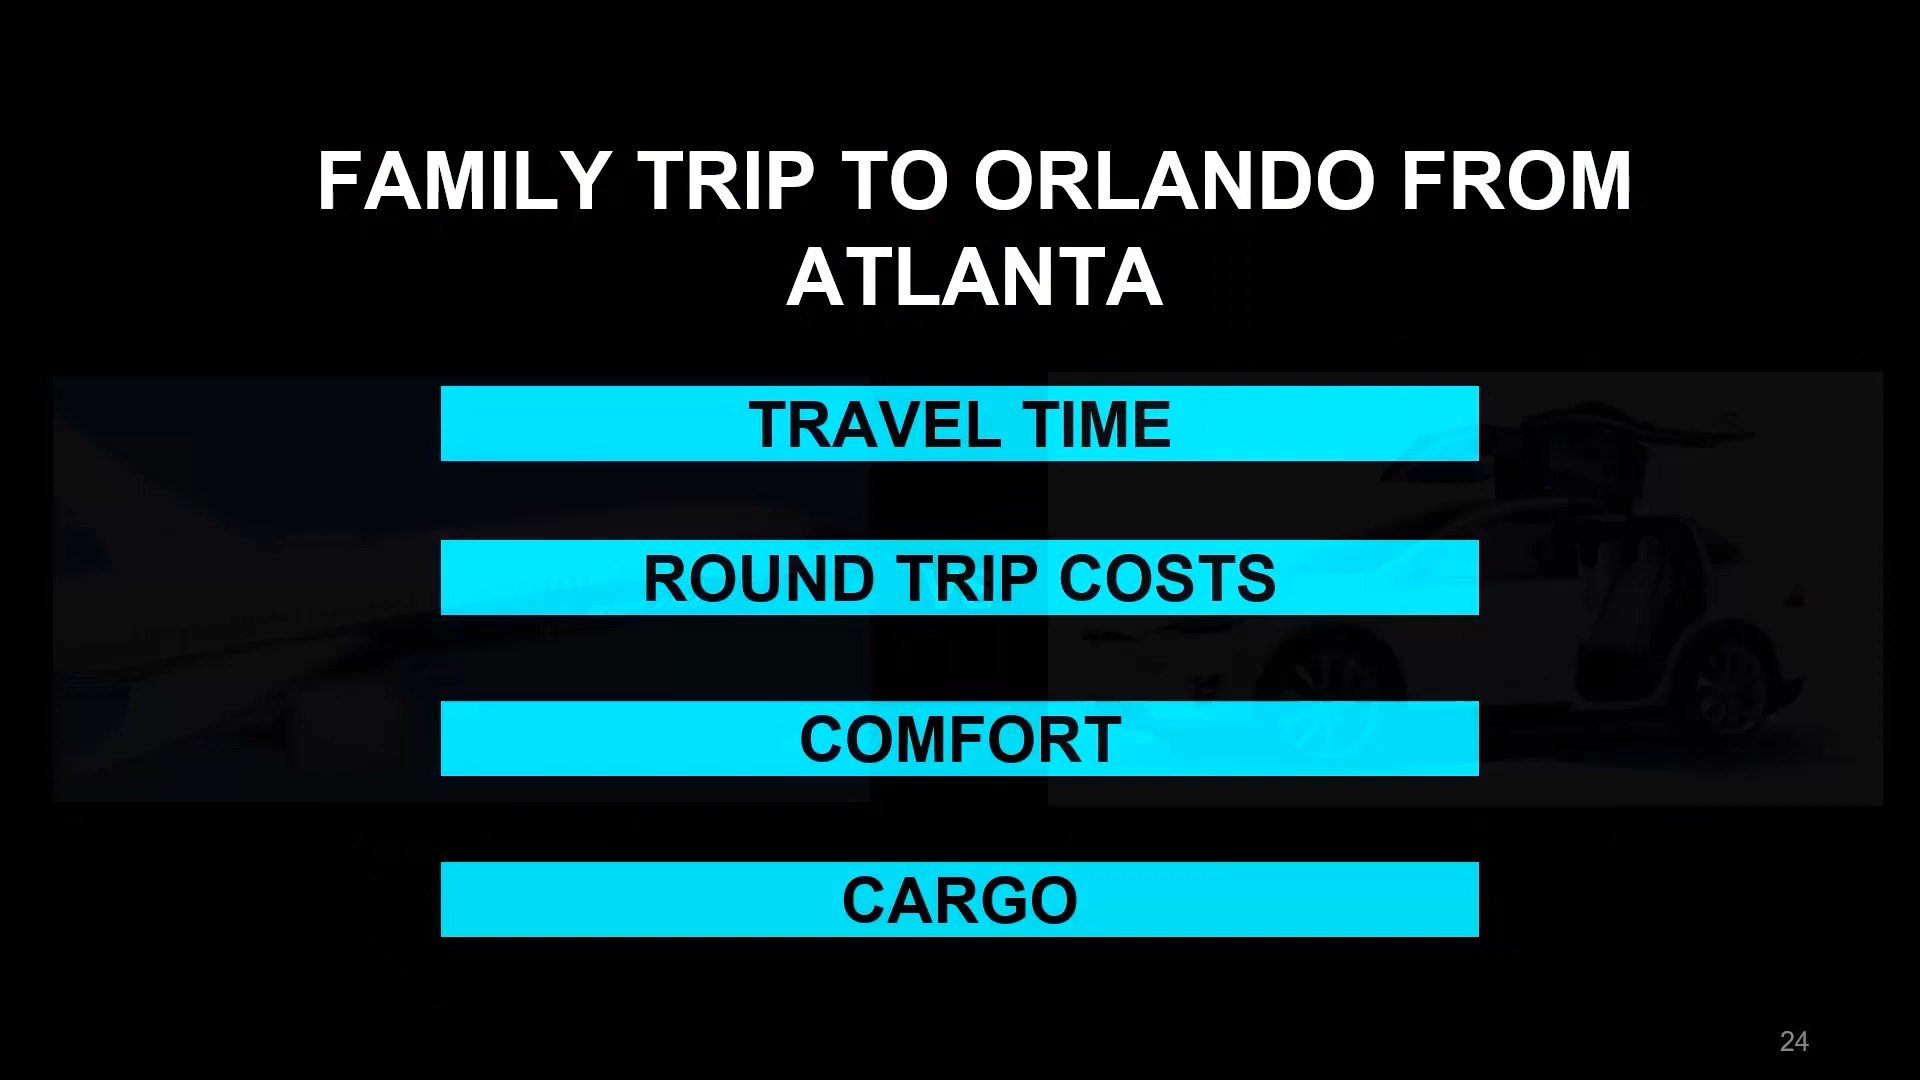 FAMILY TRIP TO ORLANDO FROM
ATLANTA
TRAVEL TIME
ROUND TRIP COSTS
COMFORT
CARGO
24